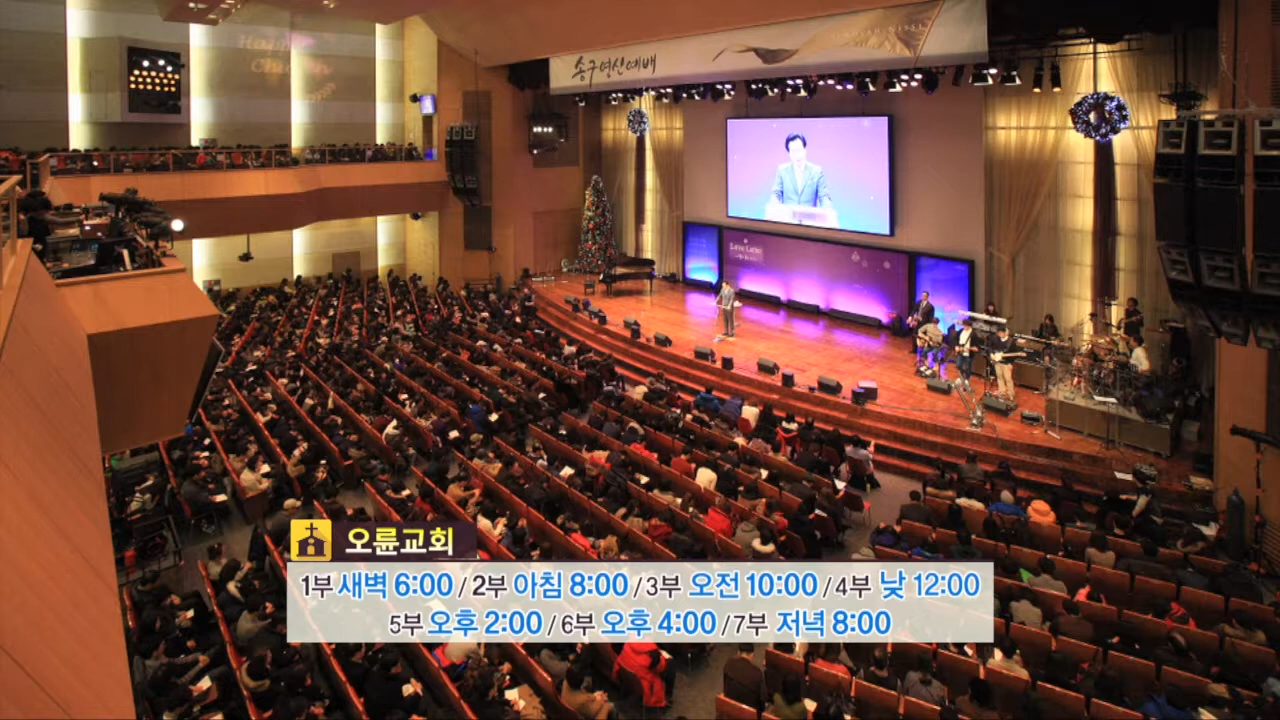 송구영신예배
오륜교회
1부 새벽 6:00 / 2부 아침 8:00 / 3부 오전 10:00 / 4부 낮 12:00
5부 오후 2:00 / 6부 오후 4:00 / 7부 저녁 8:00